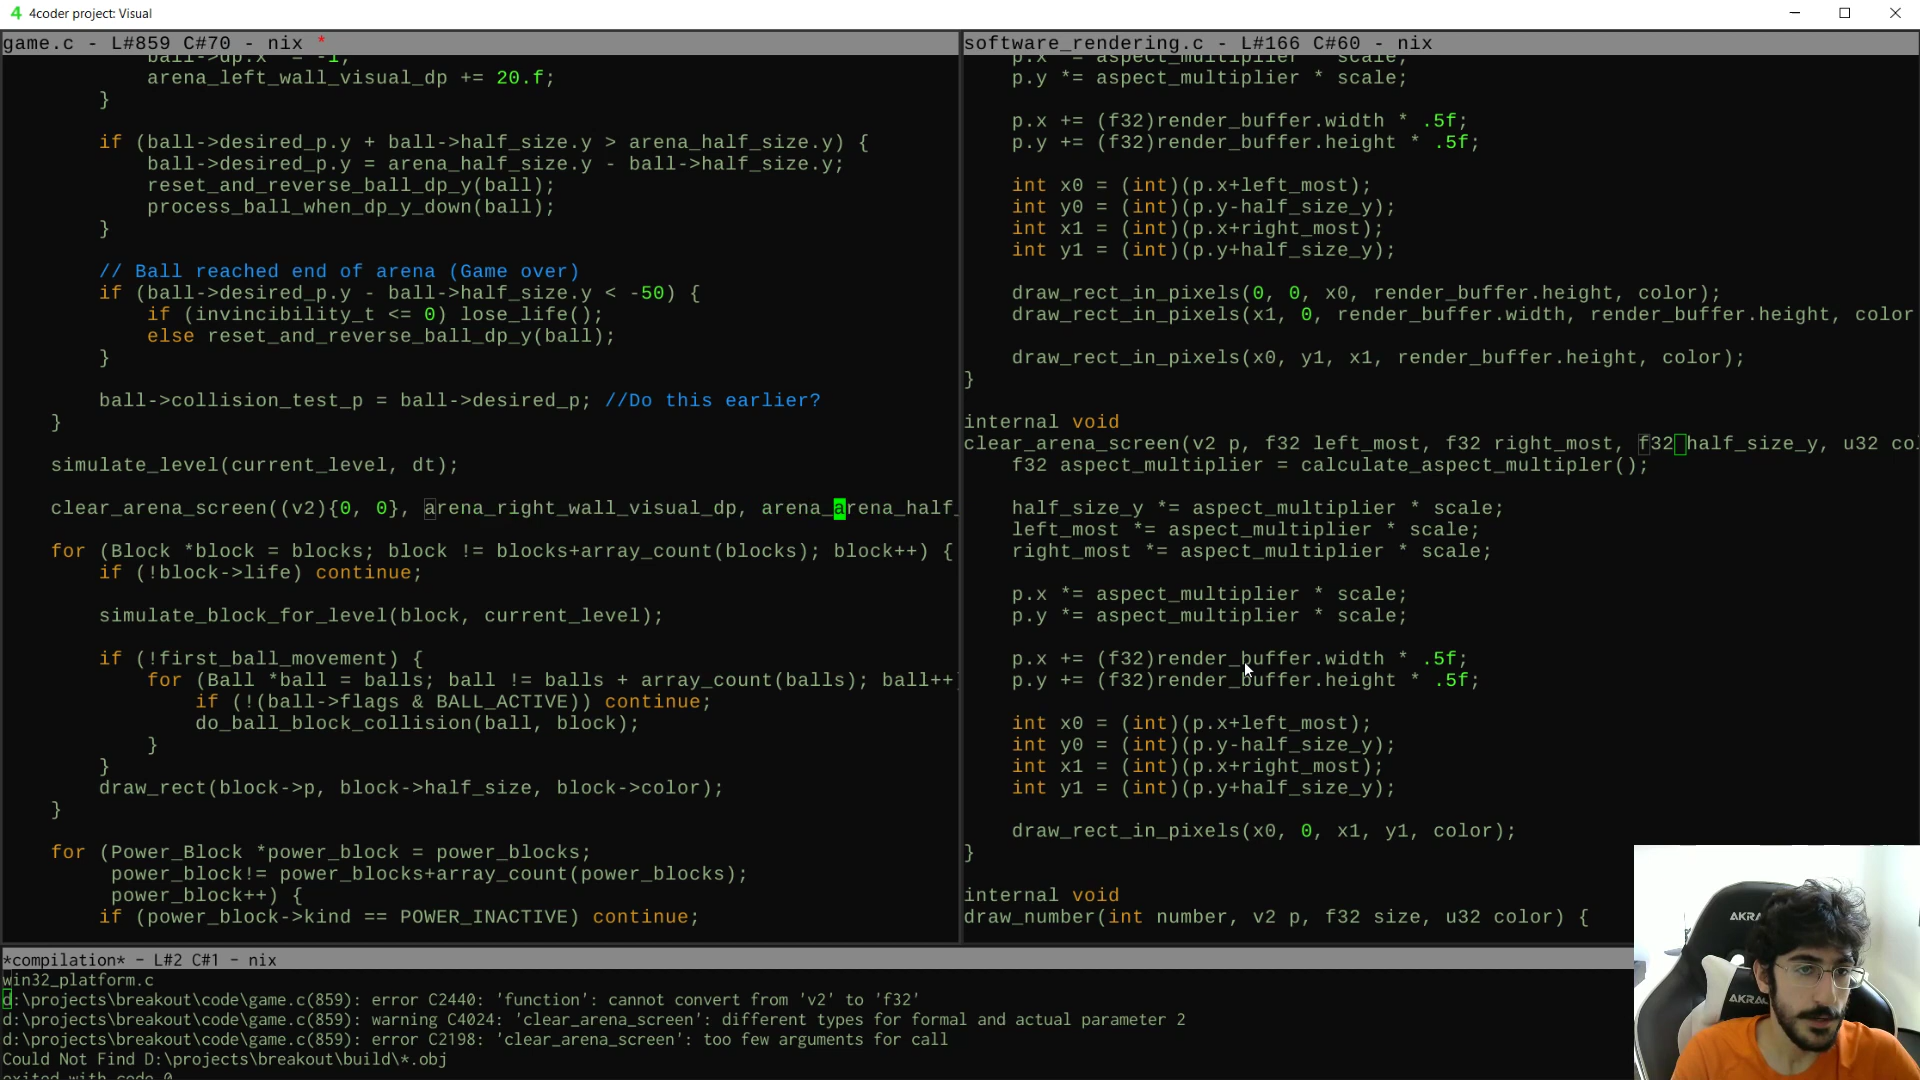 4coder project: Visual
game.c - L#859 C#70 - nix *
ball->dp.x *= -1;
arena_left_wall_visual_dp += 20.f;
}
if (ball->desired_p.y + ball->half_size.y > arena_half_size.y) {
ball->desired_p.y = arena_half_size.y - ball->half_size.y;
reset_and_reverse_ball_dp_y(ball);
process_ball_when_dp_y_down(ball);
}
// Ball reached end of arena (Game over)
if (ball->desired_p.y - ball->half_size.y < -50) {
if (invincibility_t <= 0) lose_life();
else reset_and_reverse_ball_dp_y(ball);
}
ball->collision_test_p = ball->desired_p; //Do this earlier?
}
simulate_level(current_level, dt);
clear_arena_screen((v2){0, 0}, arena_right_wall_visual_dp, arena_arena_half_
for (Block *block = blocks; block != blocks+array_count(blocks); block++) {
if (!block->life) continue;
simulate_block_for_level(block, current_level);
if (!first_ball_movement) {
for (Ball *ball = balls; ball != balls + array_count(balls); ball++)
if (!(ball->flags & BALL_ACTIVE)) continue;
do_ball_block_collision(ball, block);
}
}
draw_rect(block->p, block->half_size, block->color);
}
for (Power_Block *power_block = power_blocks;
power_block!= power_blocks+array_count(power_blocks);
power_block++) {
if (power_block->kind == POWER_INACTIVE) continue;
software_rendering.c - L#166 C#60 - nix
p.x *= aspect_multiplier * scale;
p.y *= aspect_multiplier * scale;
p.x += (f32)render_buffer.width * .5f;
p.y += (f32)render_buffer.height * .5f;
int x0 = (int)(p.x+left_most);
int y0 = (int)(p.y-half_size_y);
int x1 = (int)(p.x+right_most);
int y1 = (int)(p.y+half_size_y);
draw_rect_in_pixels(0, 0, x0, render_buffer.height, color);
draw_rect_in_pixels(x1, 0, render_buffer.width, render_buffer.height, color
draw_rect_in_pixels(x0, y1, x1, render_buffer.height, color);
}
internal void
clear_arena_screen(v2 p, f32 left_most, f32 right_most, f32 half_size_y, u32 co
f32 aspect_multiplier = calculate_aspect_multipler();
half_size_y *= aspect_multiplier * scale;
left_most *= aspect_multiplier * scale;
right_most *= aspect_multiplier * scale;
p.x *= aspect_multiplier * scale;
p.y *= aspect_multiplier * scale;
p.x += (f32)render_buffer.width * .5f;
p.y += (f32)render_buffer.height * .5f;
int x0 = (int)(p.x+left_most);
int y0 = (int)(p.y-half_size_y);
int x1 = (int)(p.x+right_most);
int y1 = (int)(p.y+half_size_y);
draw_rect_in_pixels(x0, 0, x1, y1, color);
}
internal void
draw_number(int number, v2 p, f32 size, u32 color) {
*compilation* - L#2 C#1 - nix
win32_platform.c
d:\projects\breakout\code\game.c(859): error C2440: 'function': cannot convert from 'v2' to 'f32'
d:\projects\breakout\code\game.c(859): warning C4024: 'clear_arena_screen': different types for formal and actual parameter 2
d:\projects\breakout\code\game.c(859): error C2198: 'clear_arena_screen': too few arguments for call
Could Not Find D:\projects\breakout\build\*.obj
exited with code 0